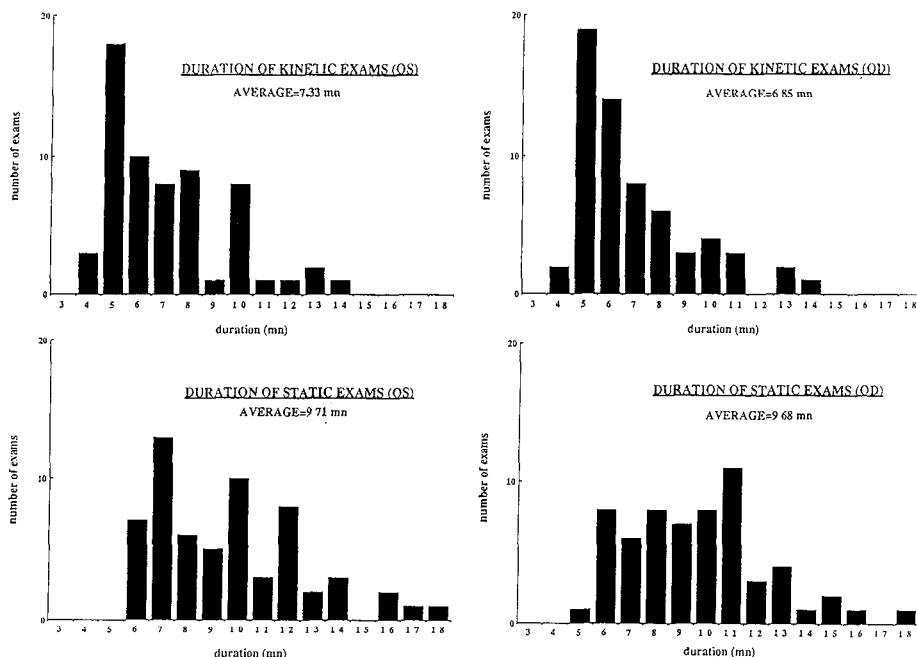 20
DURATION OF KINETIC EXAMS (OS)
AVERAGE=7.33 mn
number of exams
10
0
3 4 5 6 7 8 9 10 11 12 13 14 15 16 17 18
duration (mn)
20
DURATION OF KINETIC EXAMS (OD)
AVERAGE=6 85 mn
number of exams
10
0
3 4 5 6 7 8 9 10 11 12 13 14 15 16 17 18
duration (mn)
20
DURATION OF STATIC EXAMS (OS)
AVERAGE=9 71 mn
number of exams
10
0
3 4 5 6 7 8 9 10 11 12 13 14 15 16 17 18
duration (mn)
20
DURATION OF STATIC EXAMS (OD)
AVERAGE=9 68 mn
number of exams
10
0
3 4 5 6 7 8 9 10 11 12 13 14 15 16 17 18
duration (mn)